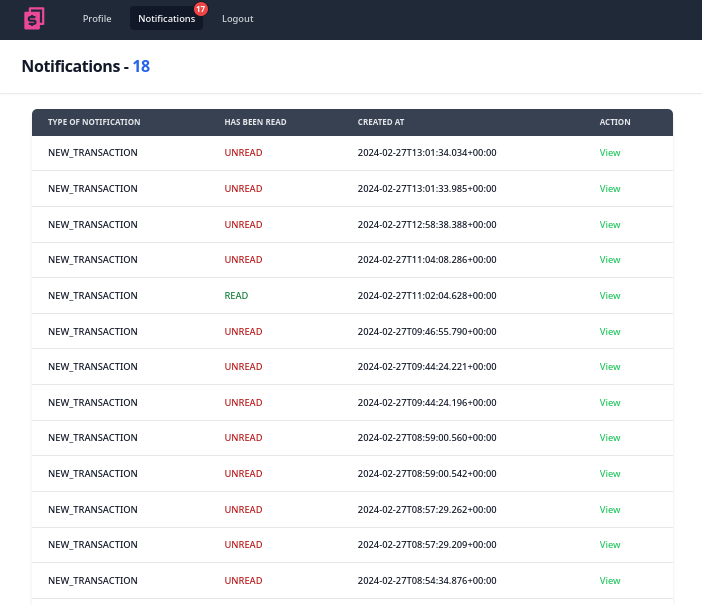 Profile Notifications 17 Logout
Notifications - 18
TYPE OF NOTIFICATION HAS BEEN READ CREATED AT ACTION
NEW_TRANSACTION UNREAD 2024-02-27T13:01:34.034+00:00 View
NEW_TRANSACTION UNREAD 2024-02-27T13:01:33.985+00:00 View
NEW_TRANSACTION UNREAD 2024-02-27T12:58:38.388+00:00 View
NEW_TRANSACTION UNREAD 2024-02-27T11:04:08.286+00:00 View
NEW_TRANSACTION READ 2024-02-27T11:02:04.628+00:00 View
NEW_TRANSACTION UNREAD 2024-02-27T09:46:55.790+00:00 View
NEW_TRANSACTION UNREAD 2024-02-27T09:44:24.221+00:00 View
NEW_TRANSACTION UNREAD 2024-02-27T09:44:24.196+00:00 View
NEW_TRANSACTION UNREAD 2024-02-27T08:59:00.560+00:00 View
NEW_TRANSACTION UNREAD 2024-02-27T08:59:00.542+00:00 View
NEW_TRANSACTION UNREAD 2024-02-27T08:57:29.262+00:00 View
NEW_TRANSACTION UNREAD 2024-02-27T08:57:29.209+00:00 View
NEW_TRANSACTION UNREAD 2024-02-27T08:54:34.876+00:00 View